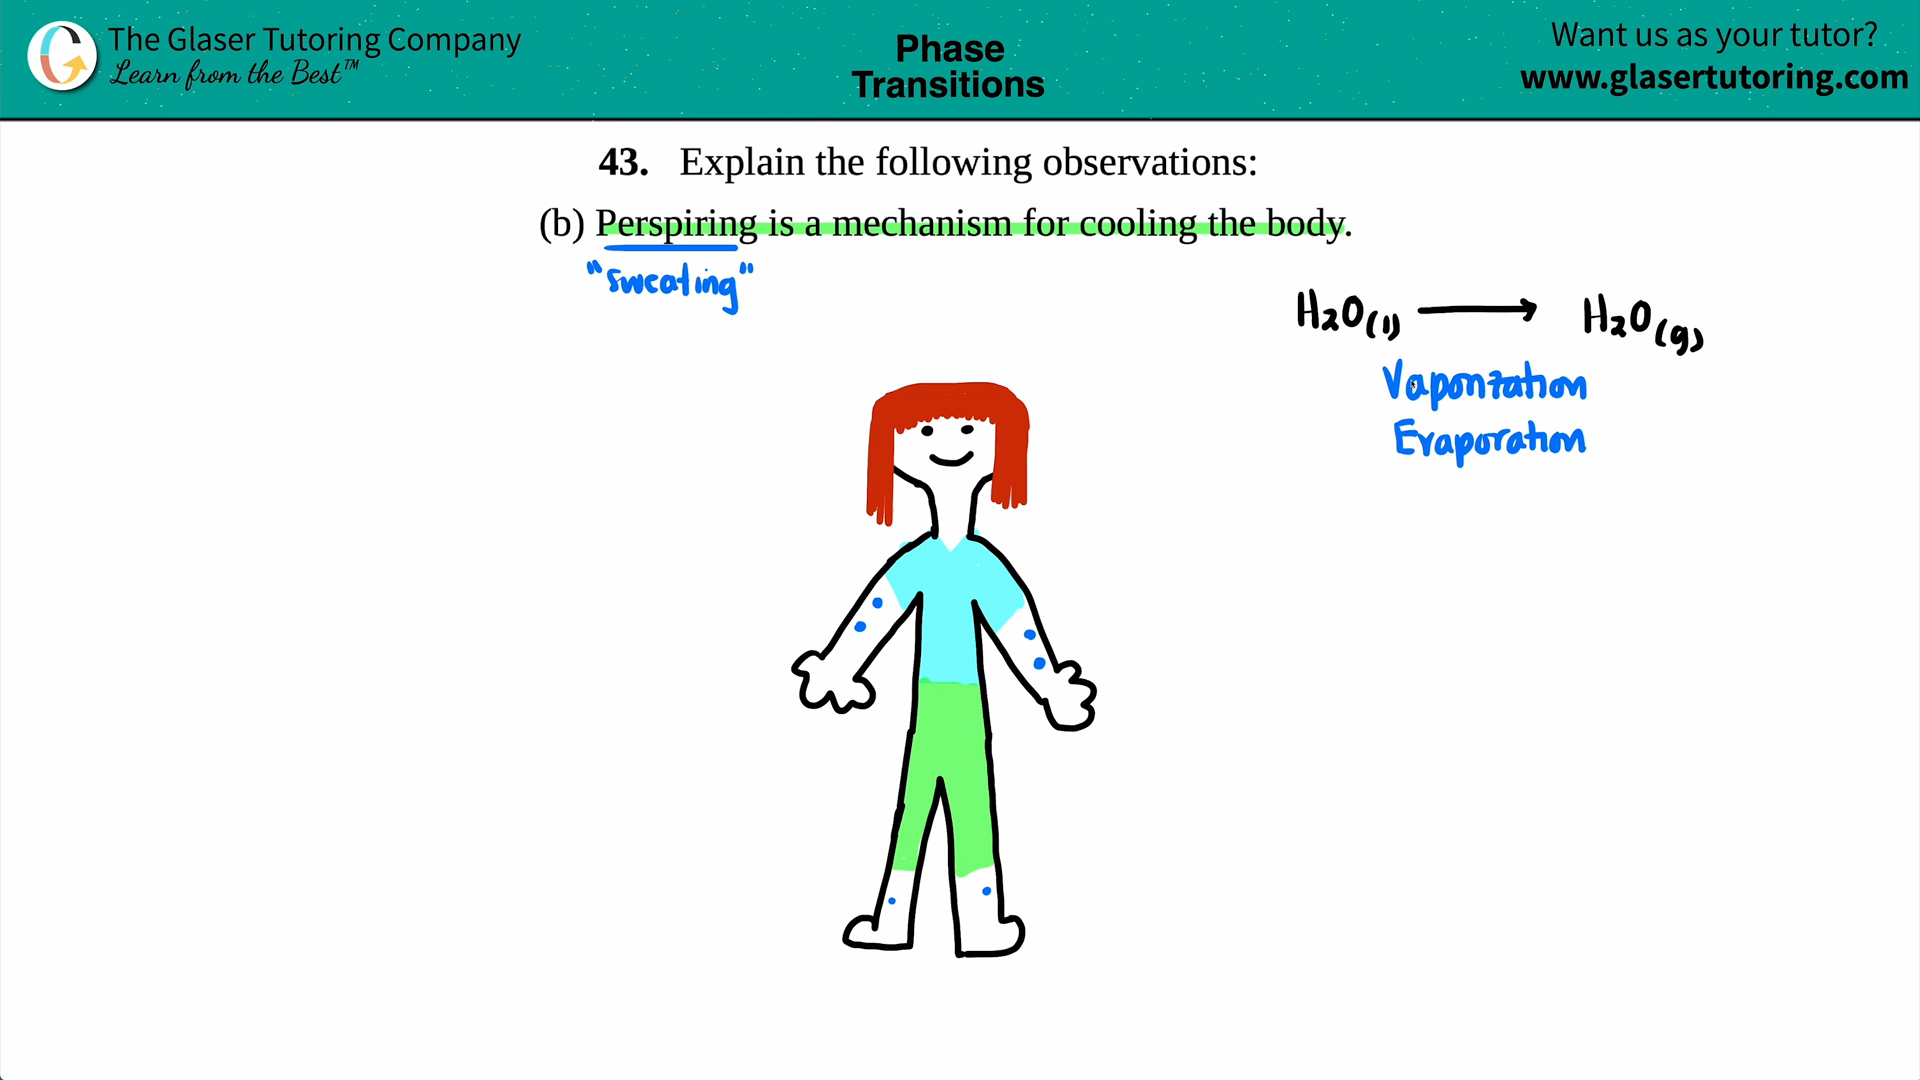 The Glaser Tutoring Company
Learn from the Best™
Phase
Transitions
Want us as your tutor?
www.glasertutoring.com
43. Explain the following observations:
(b) Perspiring is a mechanism for cooling the body.
"sweating"
H₂O(l) → H₂O(g)
Vaporization
Evaporation